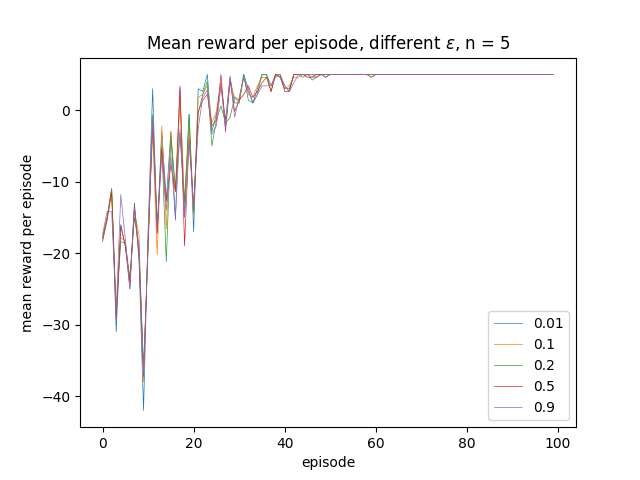 Mean reward per episode, different ε, n = 5
mean reward per episode
0
−10
−20
−30
−40
0.01
0.1
0.2
0.5
0.9
0 20 40 60 80 100
episode